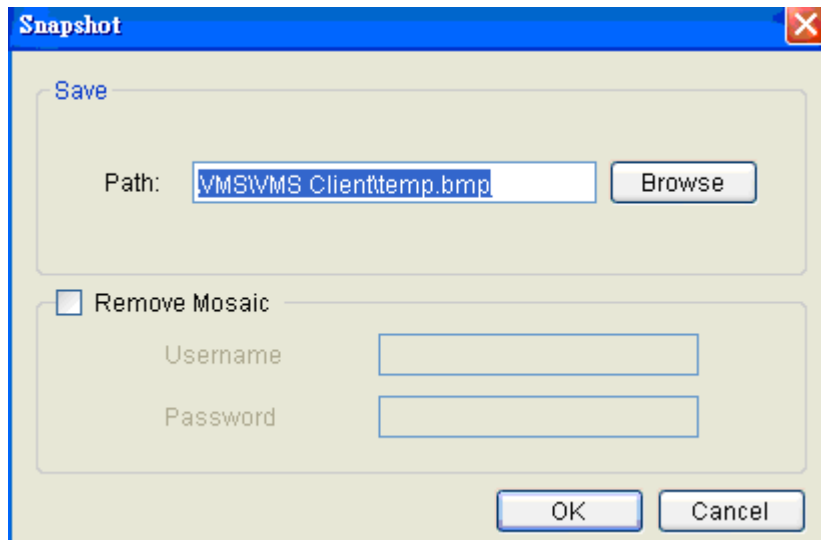 Snapshot
Save
Path: \VMS\VMS Client\temp.bmp Browse
Remove Mosaic
Username
Password
OK Cancel